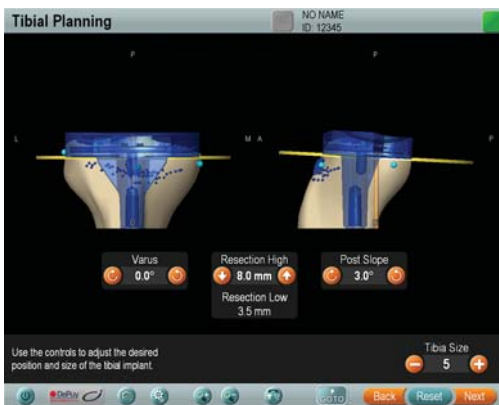 Tibial Planning
NO NAME
ID: 12345
P
P
L
M
A
P
Varus
0.0°
Resection High
8.0 mm
Resection Low
3.5 mm
Post Slope
3.0°
Use the controls to adjust the desired
position and size of the tibial implant.
Tibia Size
5
DePuy
GOTO
Back
Reset
Next